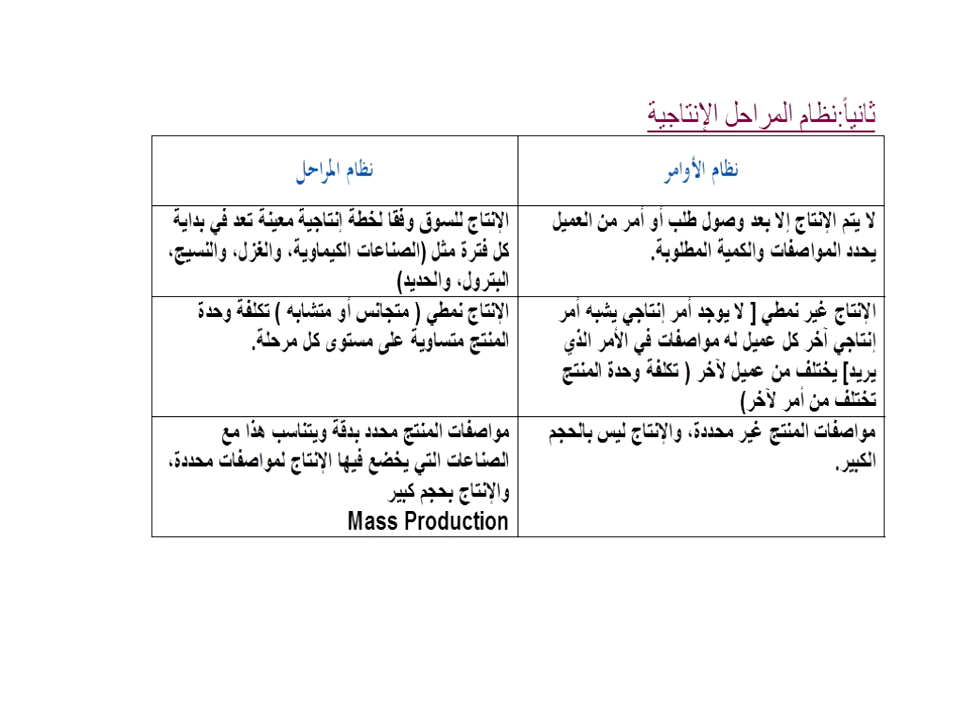 ثانياً:نظام المراحل الإنتاجية
نظام الأوامر
نظام المراحل
لا يتم الإنتاج إلا بعد وصول طلب أو أمر من العميل
يحدد المواصفات والكمية المطلوبة.
الإنتاج للسوق وفقا لخطة إنتاجية معينة تعد في بداية
كل فترة مثل (الصناعات الكيماوية، والغزل، والنسيج،
البترول، والحديد)
الإنتاج غير نمطي [ لا يوجد أمر إنتاجي يشبه أمر
إنتاجي آخر كل عميل له مواصفات في الأمر الذي
يريد] يختلف من عميل لآخر ( تكلفة وحدة المنتج
تختلف من أمر لآخر)
الإنتاج نمطي ( متجانس أو متشابه ) تكلفة وحدة
المنتج متساوية على مستوى كل مرحلة.
مواصفات المنتج غير محددة، والإنتاج ليس بالحجم
الكبير.
مواصفات المنتج محدد بدقة ويتناسب هذا مع
الصناعات التي يخضع فيها الإنتاج لمواصفات محددة،
والإنتاج بحجم كبير
Mass Production